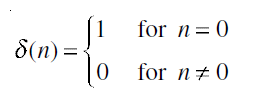 δ(n) = { 1 for n = 0
0 for n ≠ 0